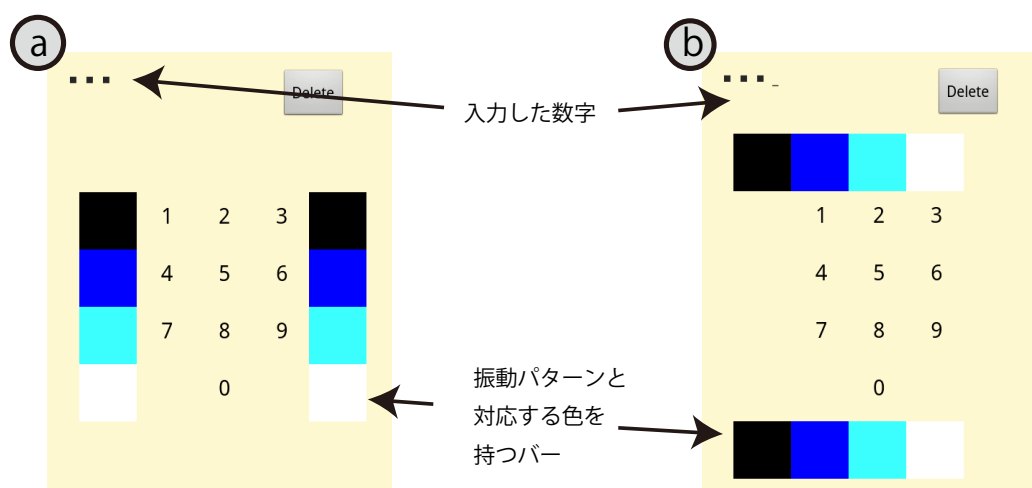 a
b
▪▪▪
Delete
▪▪▪_
Delete
入力した数字
1 2 3
4 5 6
7 8 9
0
1 2 3
4 5 6
7 8 9
0
振動パターンと
対応する色を
持つバー